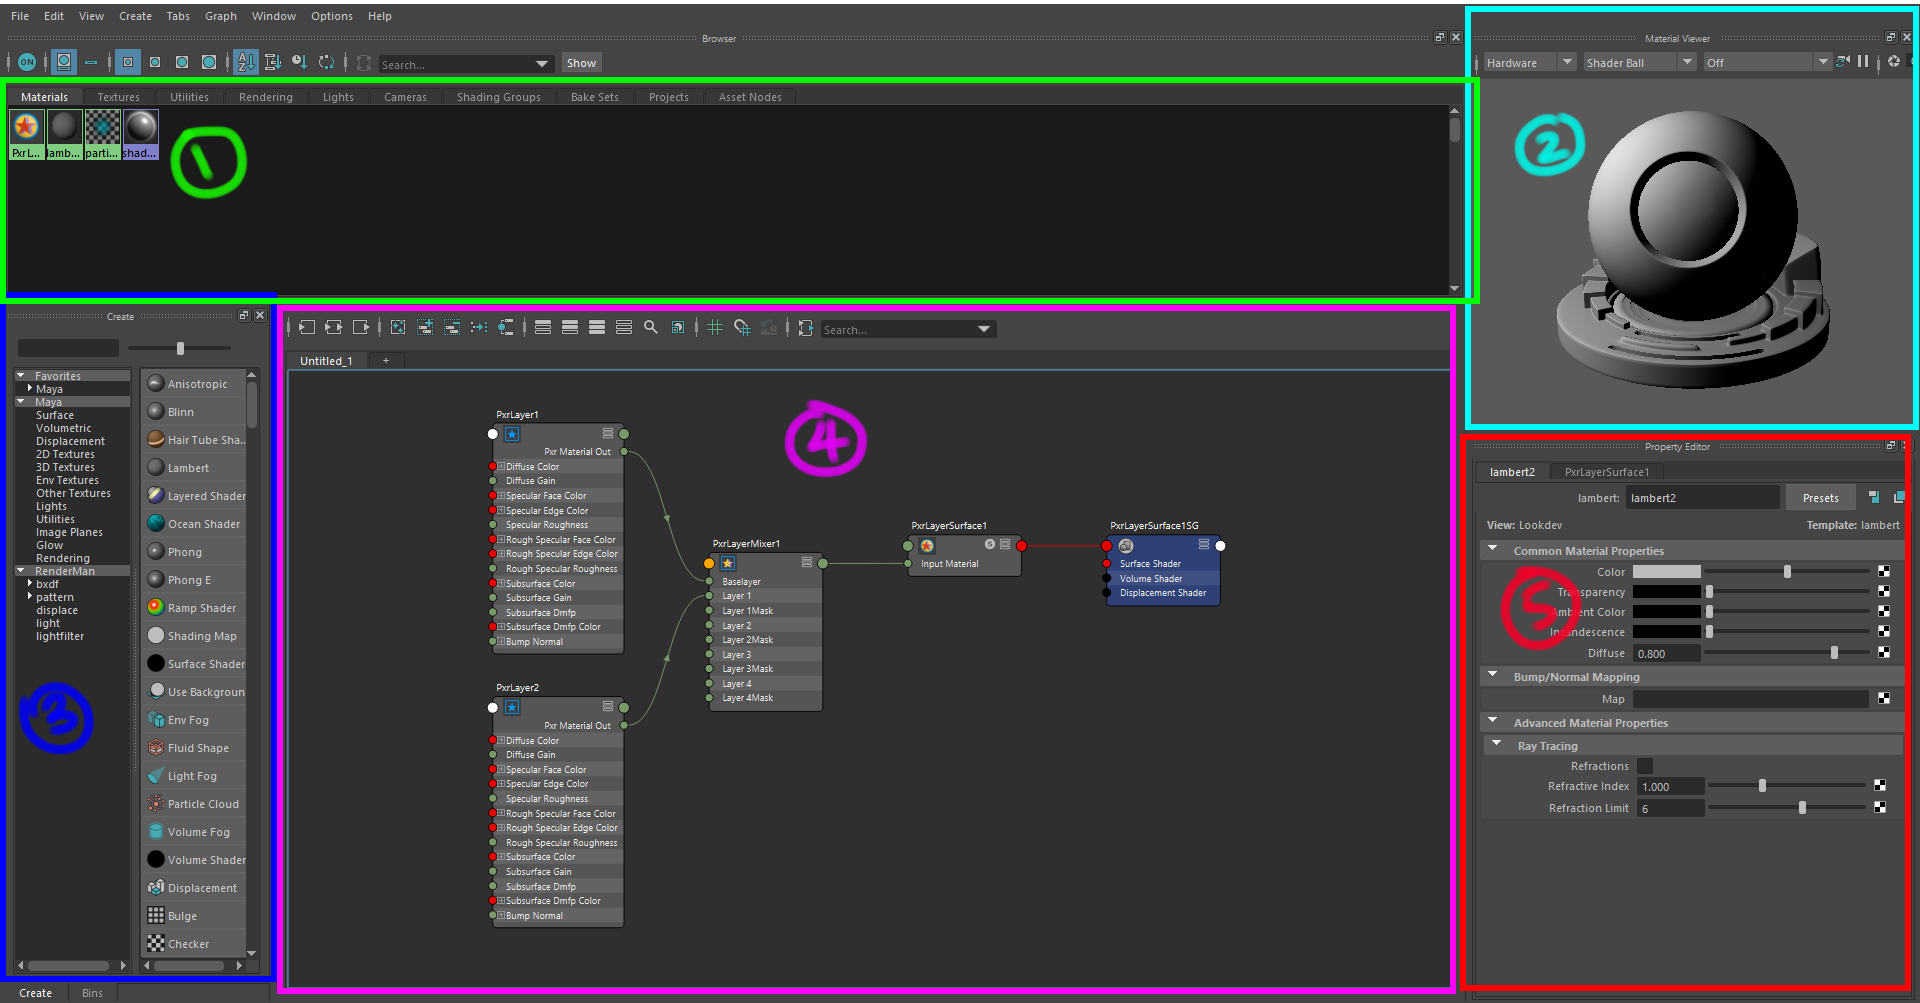 File Edit View Create Tabs Graph Window Options Help
Browser
ON
Search...
Show
Materials Textures Utilities Rendering Lights Cameras Shading Groups Bake Sets Projects Asset Nodes
PxrL... lamb... parti... shad...
1
Material Viewer
Hardware Shader Ball Off
2
Create
Favorites
Maya
Maya
Surface
Volumetric
Displacement
2D Textures
3D Textures
Env Textures
Other Textures
Lights
Utilities
Image Planes
Glow
Rendering
RenderMan
bxdf
pattern
displace
light
lightfilter
3
Anisotropic
Blinn
Hair Tube Sha..
Lambert
Layered Shader
Ocean Shader
Phong
Phong E
Ramp Shader
Shading Map
Surface Shader
Use Backgroun
Env Fog
Fluid Shape
Light Fog
Particle Cloud
Volume Fog
Volume Shader
Displacement
Bulge
Checker
Create Bins
Search...
Untitled_1 +
4
PxrLayer1
Pxr Material Out
Diffuse Color
Diffuse Gain
Specular Face Color
Specular Edge Color
Specular Roughness
Rough Specular Face Color
Rough Specular Edge Color
Rough Specular Roughness
Subsurface Color
Subsurface Gain
Subsurface Dmfp
Subsurface Dmfp Color
Bump Normal
PxrLayer2
Pxr Material Out
Diffuse Color
Diffuse Gain
Specular Face Color
Specular Edge Color
Specular Roughness
Rough Specular Face Color
Rough Specular Edge Color
Rough Specular Roughness
Subsurface Color
Subsurface Gain
Subsurface Dmfp
Subsurface Dmfp Color
Bump Normal
PxrLayerMixer1
Baselayer
Layer 1
Layer 1Mask
Layer 2
Layer 2Mask
Layer 3
Layer 3Mask
Layer 4
Layer 4Mask
PxrLayerSurface1
S
Input Material
PxrLayerSurface1SG
Surface Shader
Volume Shader
Displacement Shader
Property Editor
lambert2 PxrLayerSurface1
lambert: lambert2 Presets
View: Lookdev Template: lambert
Common Material Properties
Color
Transparency
Ambient Color
Incandescence
Diffuse 0.800
5
Bump/Normal Mapping
Map
Advanced Material Properties
Ray Tracing
Refractions
Refractive Index 1.000
Refraction Limit 6